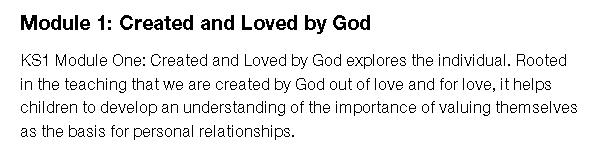 Module 1: Created and Loved by God
KS1 Module One: Created and Loved by God explores the individual. Rooted
in the teaching that we are created by God out of love and for love, it helps
children to develop an understanding of the importance of valuing themselves
as the basis for personal relationships.